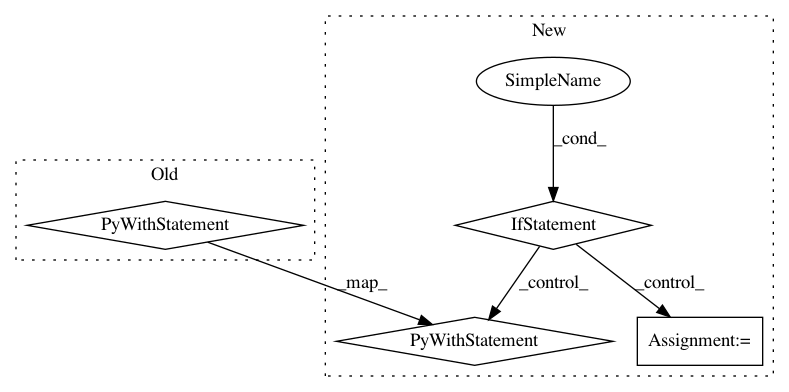 New
SimpleName
_cond_
Old
PyWithStatement
IfStatement
_map_
_control_
_control_
PyWithStatement
Assignment:=